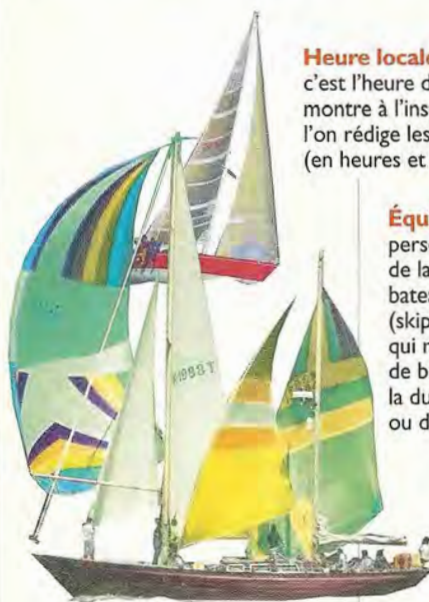 Heure locale
c'est l'heure d
montre à l'ins
l'on rédige les
(en heures et
Équi
pers
de la
bate
(skip
qui r
de b
la du
ou d